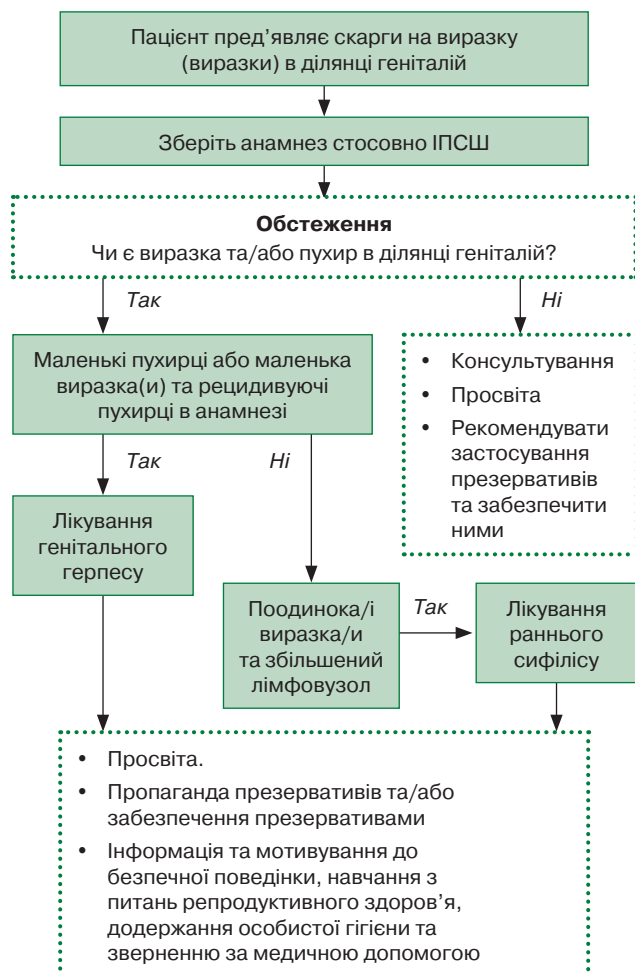 Пацієнт пред’являє скарги на виразку
(виразки) в ділянці геніталій
Зберіть анамнез стосовно ІПСШ
Обстеження
Чи є виразка та/або пухир в ділянці геніталій?
Так
Ні
Маленькі пухирці або маленька
виразка(и) та рецидивуючі
пухирці в анамнезі
• Консультування
• Просвіта
• Рекомендувати
застосування
презервативів
та забезпечити
ними
Так
Ні
Лікування
генітального
герпесу
Поодинока/і
виразка/и
та збільшений
лімфовузол
Так
Лікування
раннього
сифілісу
• Просвіта.
• Пропаганда презервативів та/або
забезпечення презервативами
• Інформація та мотивування до
безпечної поведінки, навчання з
питань репродуктивного здоров’я,
додержання особистої гігієни та
зверненню за медичною допомогою